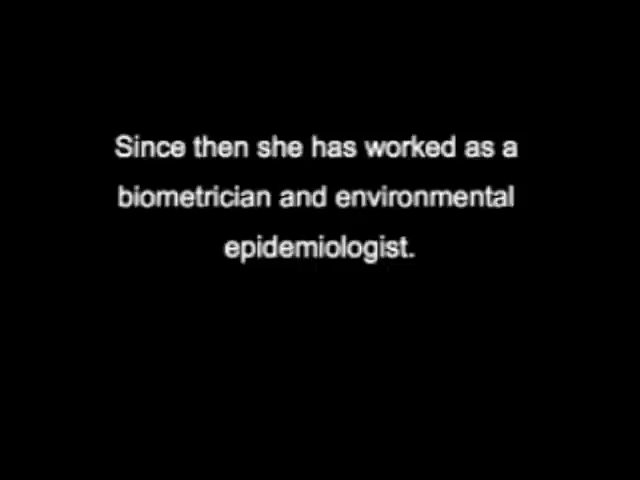 Since then she has worked as a
biometrician and environmental
epidemiologist.